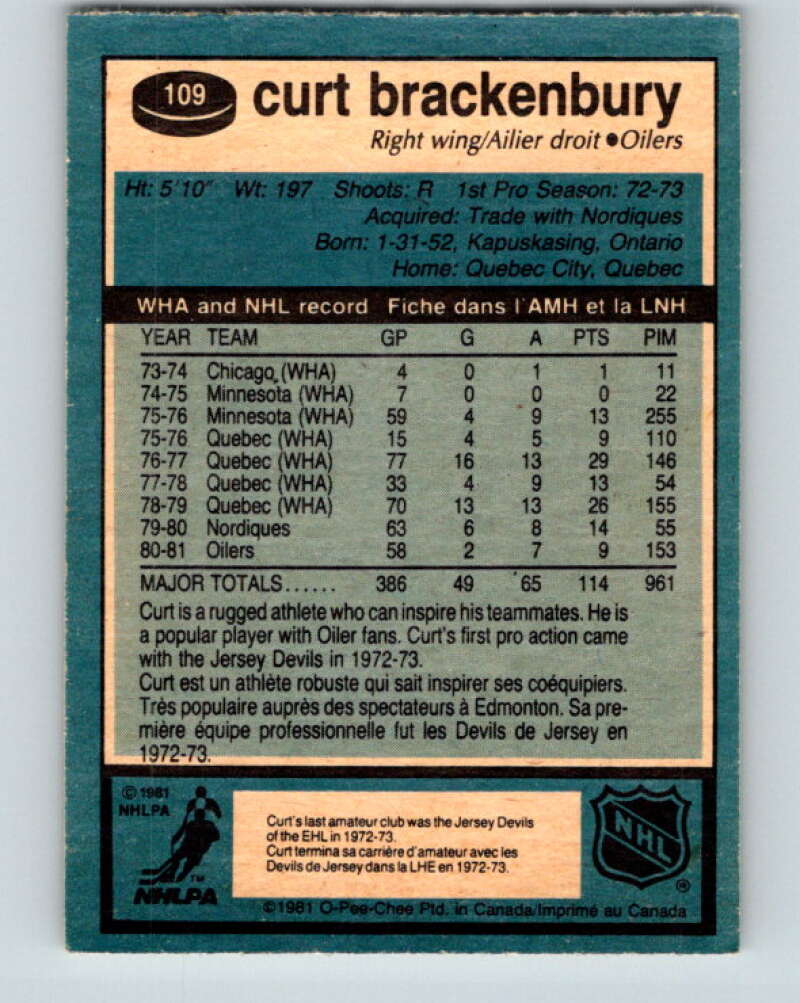 109 curt brackenbury
Right wing/Ailier droit ● Oilers
Ht: 5'10" Wt: 197 Shoots: R 1st Pro Season: 72-73
Acquired: Trade with Nordiques
Born: 1-31-52, Kapuskasing, Ontario
Home: Quebec City, Quebec
WHA and NHL record Fiche dans l'AMH et la LNH
YEAR TEAM GP G A PTS PIM
73-74 Chicago (WHA) 4 0 1 1 11
74-75 Minnesota (WHA) 7 0 0 0 22
75-76 Minnesota (WHA) 59 4 9 13 255
75-76 Quebec (WHA) 15 4 5 9 110
76-77 Quebec (WHA) 77 16 13 29 146
77-78 Quebec (WHA) 33 4 9 13 54
78-79 Quebec (WHA) 70 13 13 26 155
79-80 Nordiques 63 6 8 14 55
80-81 Oilers 58 2 7 9 153
MAJOR TOTALS...... 386 49 65 114 961
Curt is a rugged athlete who can inspire his teammates. He is
a popular player with Oiler fans. Curt's first pro action came
with the Jersey Devils in 1972-73.
Curt est un athlète robuste qui sait inspirer ses coéquipiers.
Très populaire auprès des spectateurs à Edmonton. Sa pre-
mière équipe professionnelle fut les Devils de Jersey en
1972-73.
© 1981
NHLPA
TM
NHLPA
Curt's last amateur club was the Jersey Devils
of the EHL in 1972-73.
Curt termina sa carrière d'amateur avec les
Devils de Jersey dans la LHE en 1972-73.
NHL
®
©1981 O-Pee-Chee Ptd. in Canada/Imprimé au Canada